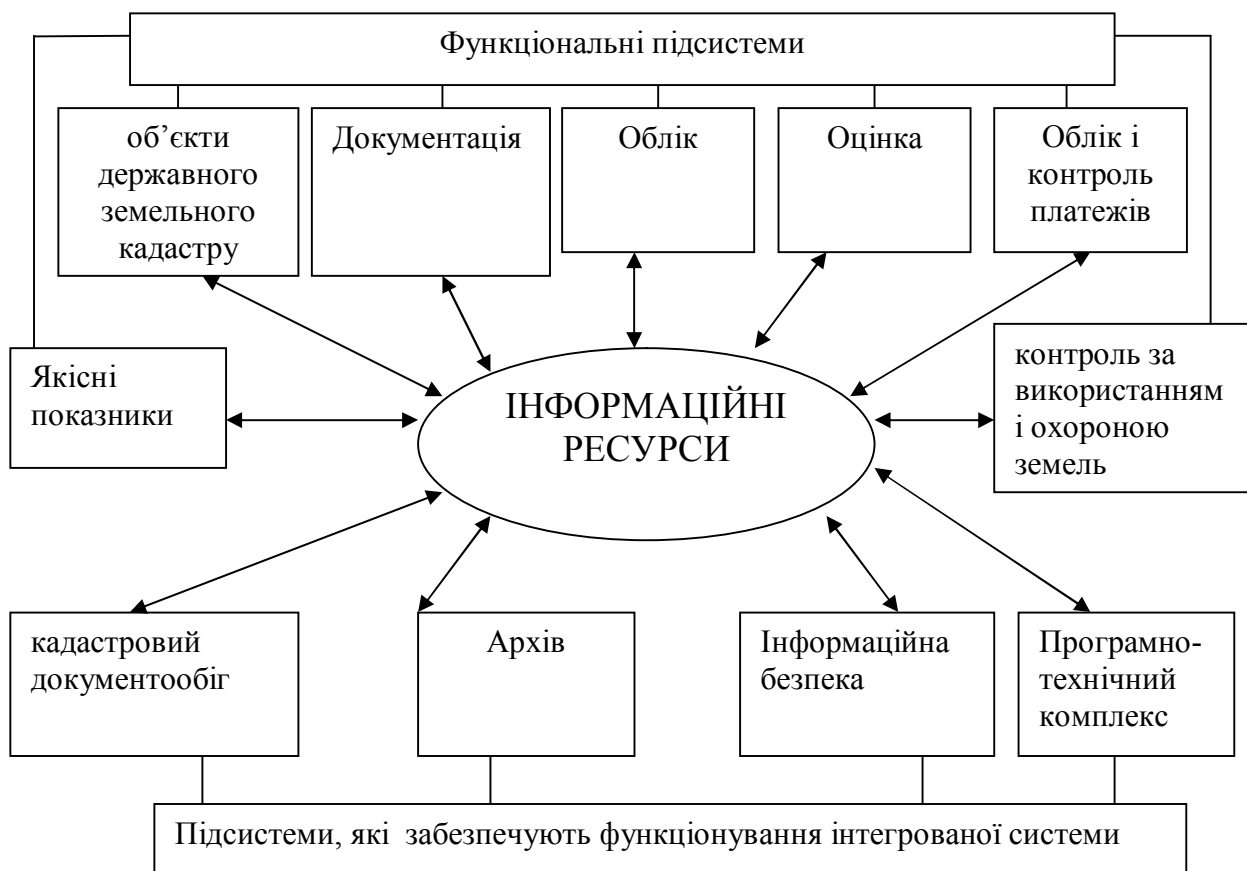 Функціональні підсистеми
об’єкти
державного
земельного
кадастру
Документація
Облік
Оцінка
Облік і
контроль
платежів
Якісні
показники
ІНФОРМАЦІЙНІ
РЕСУРСИ
контроль за
використанням
і охороною
земель
кадастровий
документообіг
Архів
Інформаційна
безпека
Програмно-
технічний
комплекс
Підсистеми, які забезпечують функціонування інтегрованої системи